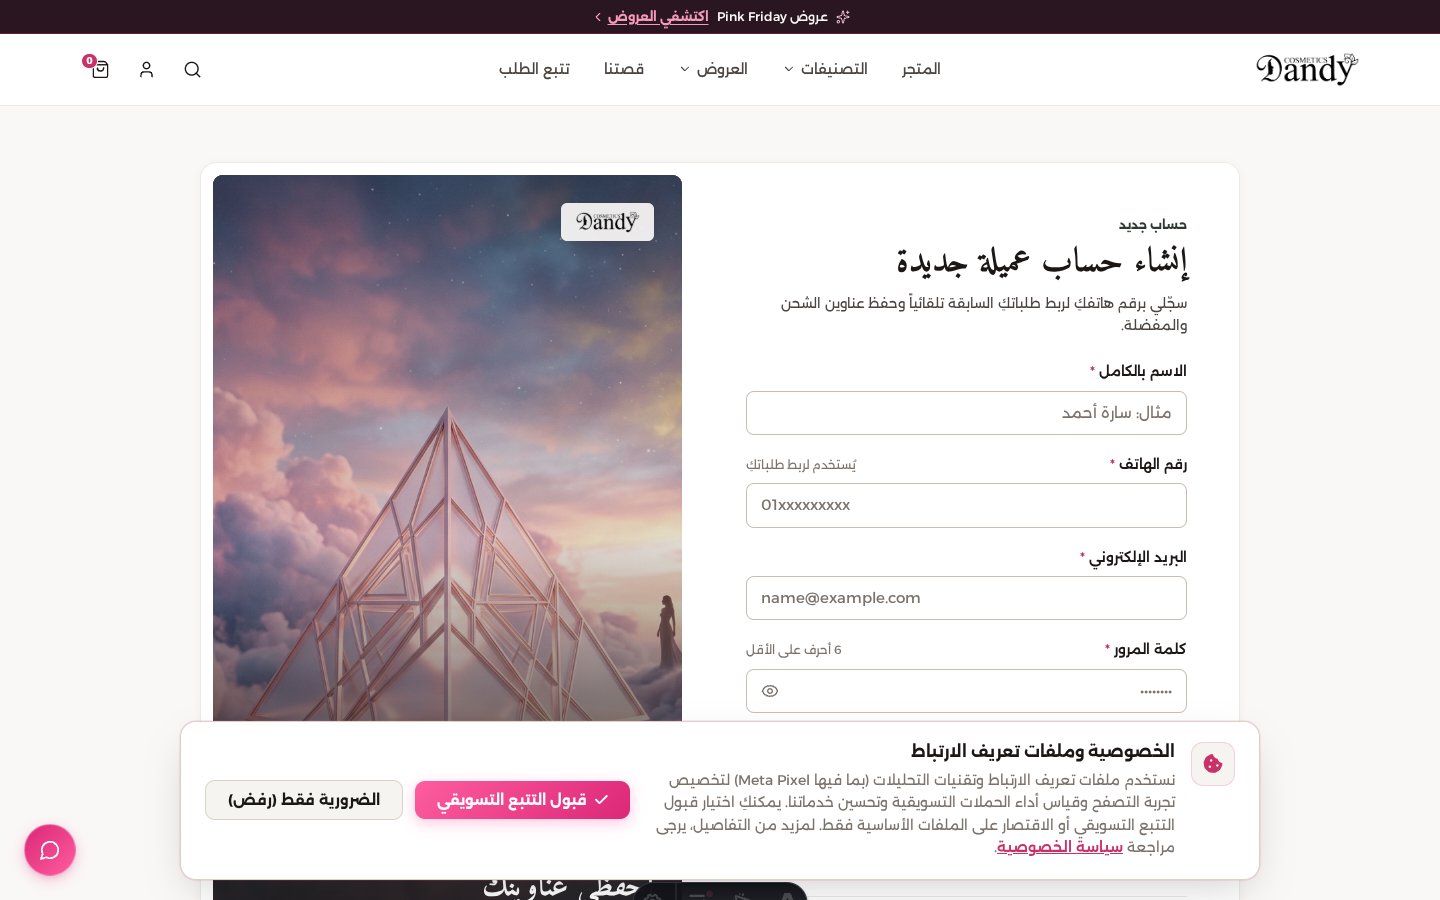 عروض Pink Friday اكتشفي العروض
Dandy
COSMETICS
المتجر
التصنيفات
العروض
قصتنا
تتبع الطلب
0
Dandy
COSMETICS
حساب جديد
إنشاء حساب عميلة جديدة
سجّلي برقم هاتفكِ لربط طلباتكِ السابقة تلقائياً وحفظ عناوين الشحن
والمفضلة.
الاسم بالكامل *
مثال: سارة أحمد
رقم الهاتف *
يُستخدم لربط طلباتكِ
01xxxxxxxxx
البريد الإلكتروني *
name@example.com
كلمة المرور *
6 أحرف على الأقل
••••••••
الخصوصية وملفات تعريف الارتباط
نستخدم ملفات تعريف الارتباط وتقنيات التحليلات (بما فيها Meta Pixel) لتخصيص
تجربة التصفح وقياس أداء الحملات التسويقية وتحسين خدماتنا. يمكنكِ اختيار قبول
التتبع التسويقي أو الاقتصار على الملفات الأساسية فقط. لمزيد من التفاصيل، يرجى
مراجعة سياسة الخصوصية.
قبول التتبع التسويقي
الضرورية فقط (رفض)